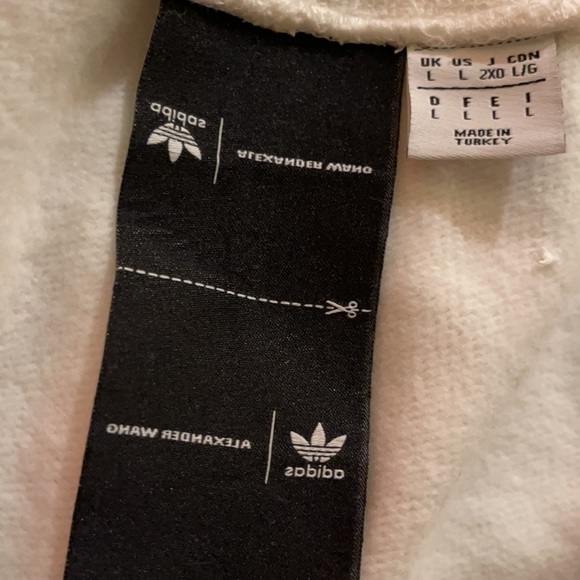 UK US J CDN
L L 2XO L/G
D F E I
L L L L
MADE IN
TURKEY
adidas
ALEXANDER WANG
ALEXANDER WANG
adidas